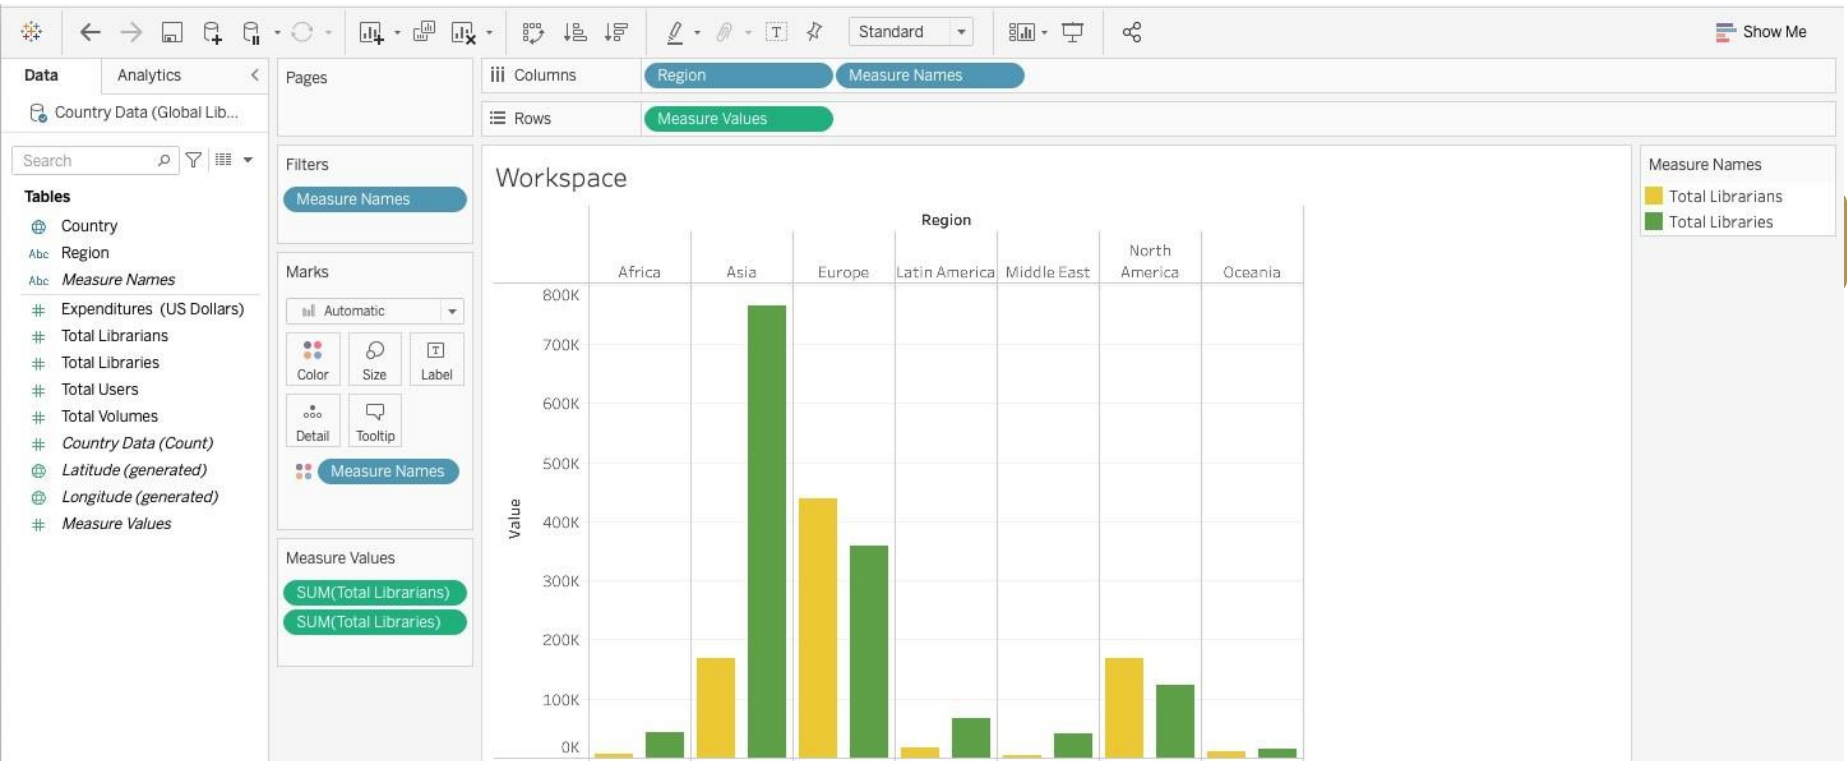 Standard
Show Me
Data
Analytics
Country Data (Global Lib...
Search
Tables
Country
Abc Region
Abc Measure Names
Expenditures (US Dollars)
Total Librarians
Total Libraries
Total Users
Total Volumes
Country Data (Count)
Latitude (generated)
Longitude (generated)
Measure Values
Pages
Filters
Measure Names
Marks
Automatic
Color
Size
Label
Detail
Tooltip
Measure Names
Measure Values
SUM(Total Librarians)
SUM(Total Libraries)
Columns
Region
Measure Names
Rows
Measure Values
Workspace
Region
Africa
Asia
Europe
Latin America
Middle East
North
America
Oceania
Value
800K
700K
600K
500K
400K
300K
200K
100K
0K
Measure Names
Total Librarians
Total Libraries